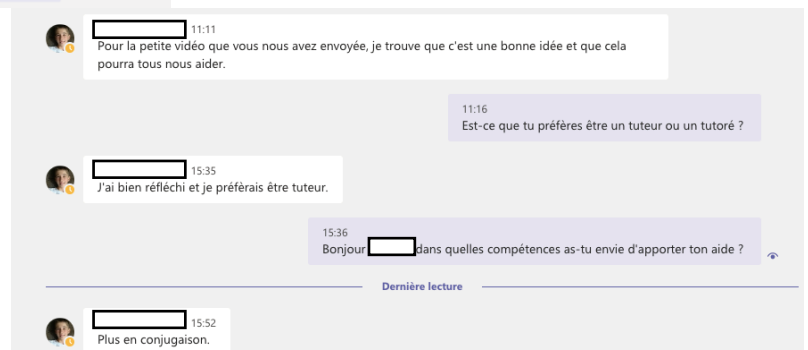 11:11
Pour la petite vidéo que vous nous avez envoyée, je trouve que c'est une bonne idée et que cela
pourra tous nous aider.
11:16
Est-ce que tu préfères être un tuteur ou un tutoré ?
15:35
J'ai bien réfléchi et je préfèrais être tuteur.
15:36
Bonjour dans quelles compétences as-tu envie d'apporter ton aide ?
Dernière lecture
15:52
Plus en conjugaison.